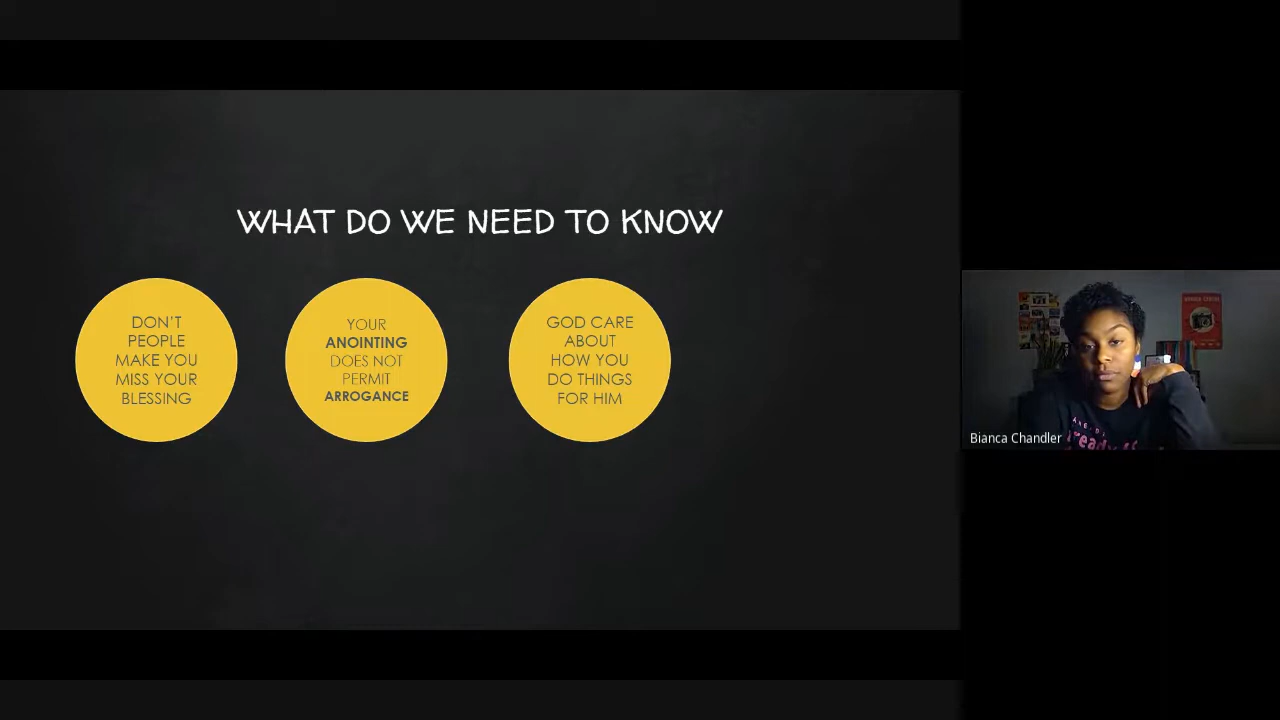 WHAT DO WE NEED TO KNOW
DON'T
PEOPLE
MAKE YOU
MISS YOUR
BLESSING
YOUR
ANOINTING
DOES NOT
PERMIT
ARROGANCE
GOD CARE
ABOUT
HOW YOU
DO THINGS
FOR HIM
Bianca Chandler